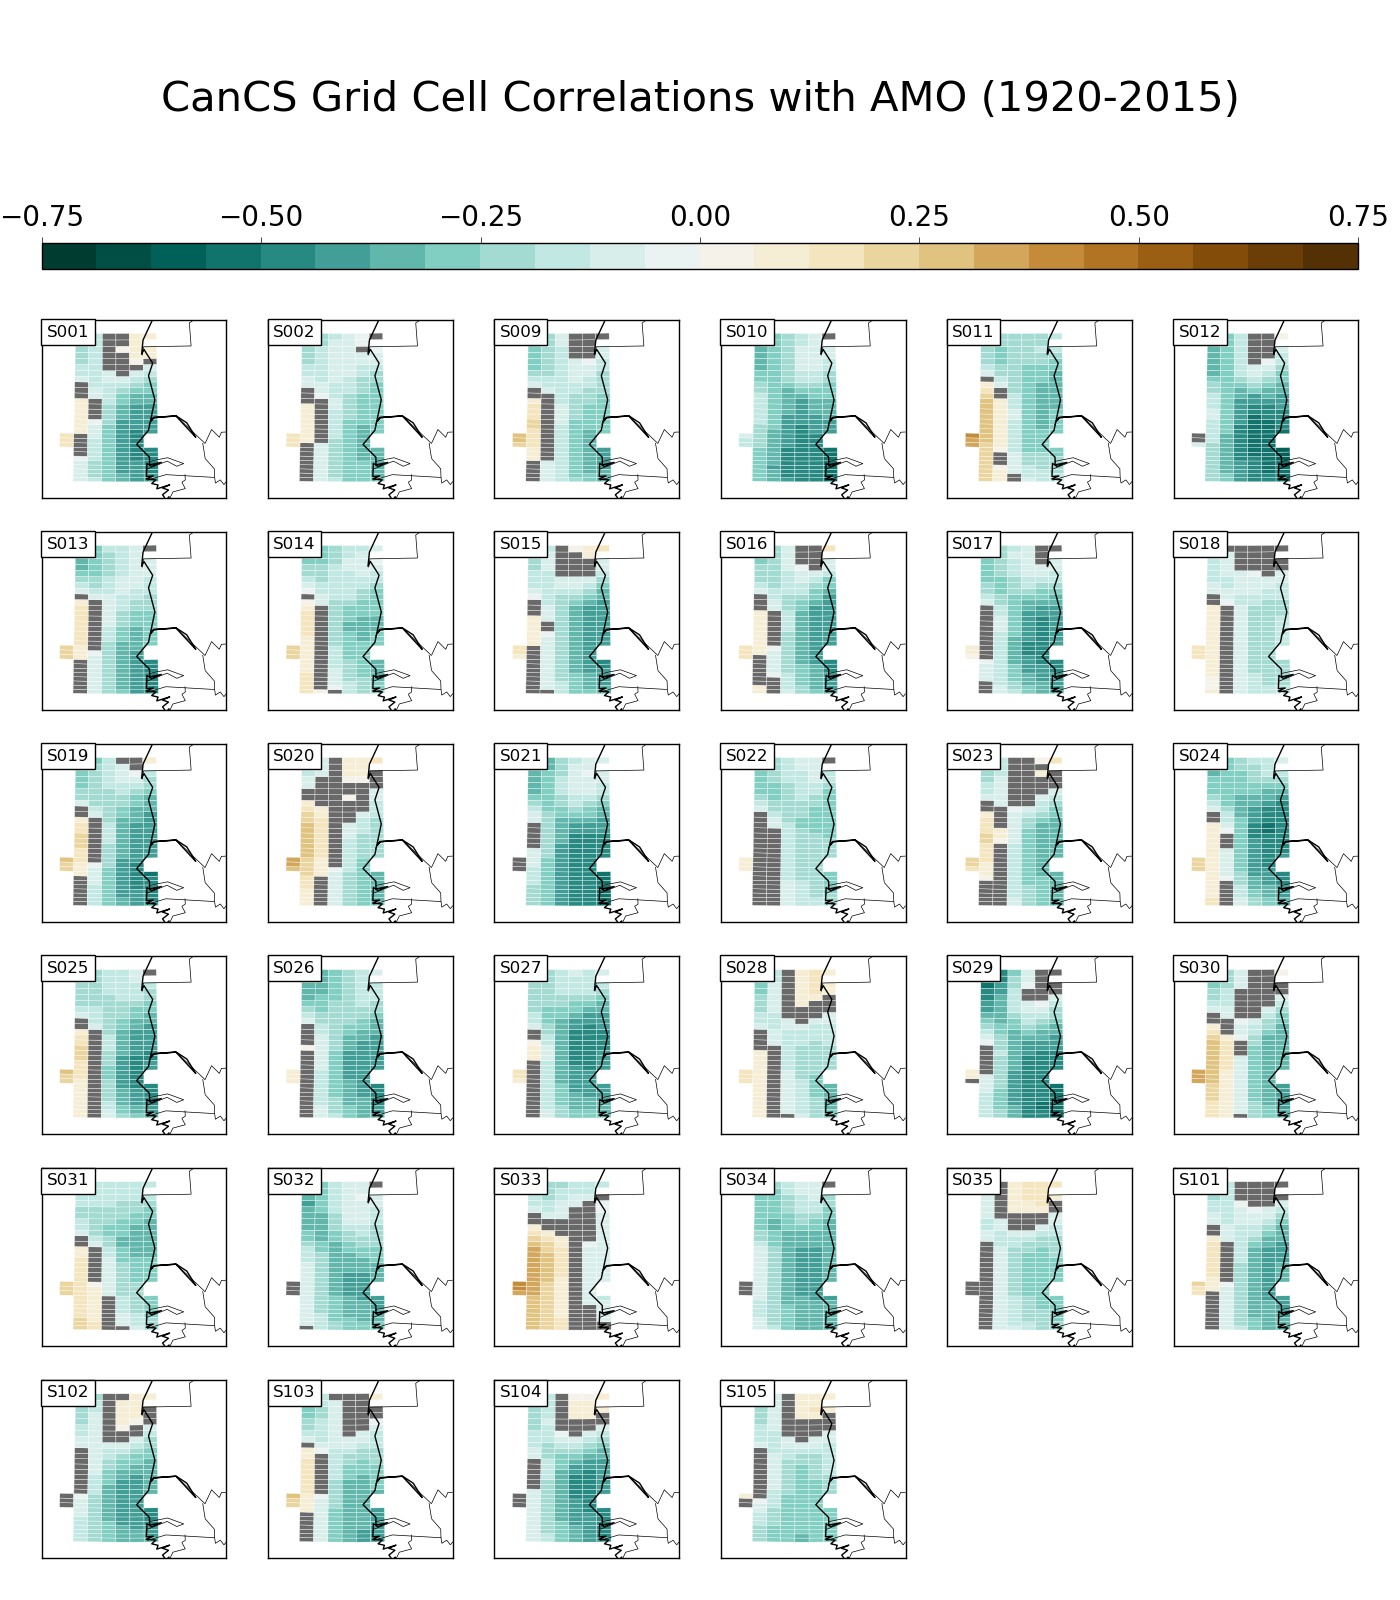 CanCS Grid Cell Correlations with AMO (1920-2015)
−0.75 −0.50 −0.25 0.00 0.25 0.50 0.75
S001 S002 S009 S010 S011 S012
S013 S014 S015 S016 S017 S018
S019 S020 S021 S022 S023 S024
S025 S026 S027 S028 S029 S030
S031 S032 S033 S034 S035 S101
S102 S103 S104 S105